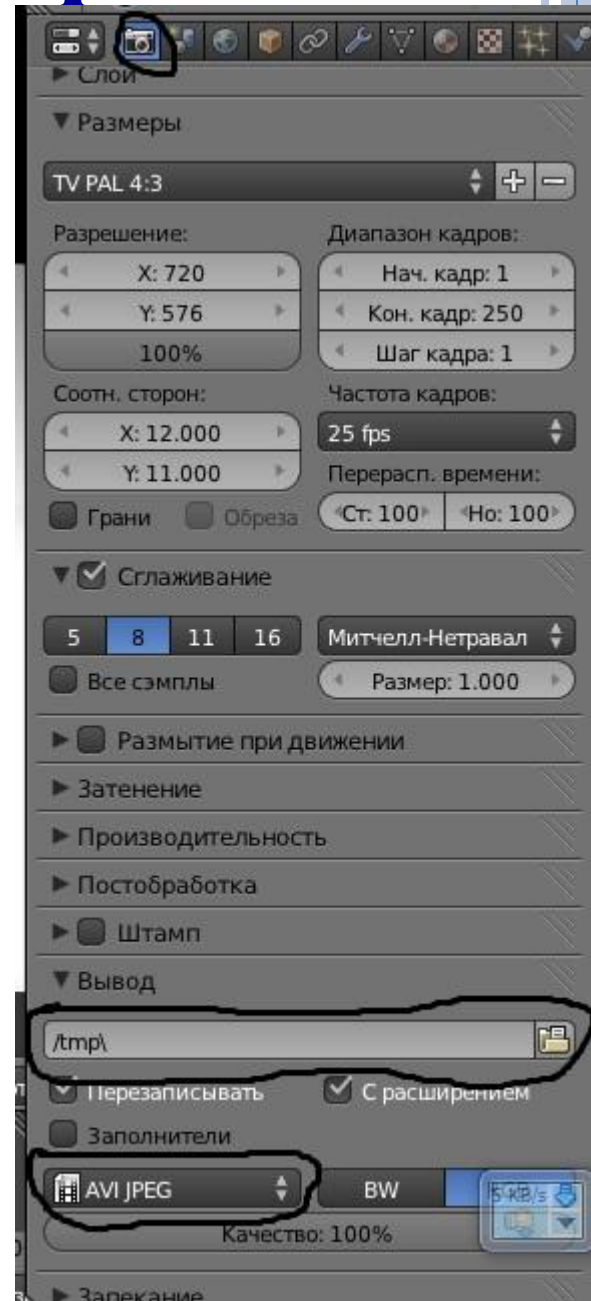 Слои
Размеры
TV PAL 4:3
Разрешение: Диапазон кадров:
X: 720 Нач. кадр: 1
Y: 576 Кон. кадр: 250
100% Шаг кадра: 1
Соотн. сторон: Частота кадров:
X: 12.000 25 fps
Y: 11.000 Перерасп. времени:
Грани Обреза Ст: 100 Но: 100
Сглаживание
5 8 11 16 Митчелл-Нетравал
Все сэмплы Размер: 1.000
Размытие при движении
Затенение
Производительность
Постобработка
Штамп
Вывод
/tmp\
Перезаписывать С расширением
Заполнители
AVI JPEG BW 5 KB/s
Качество: 100%
Запекание